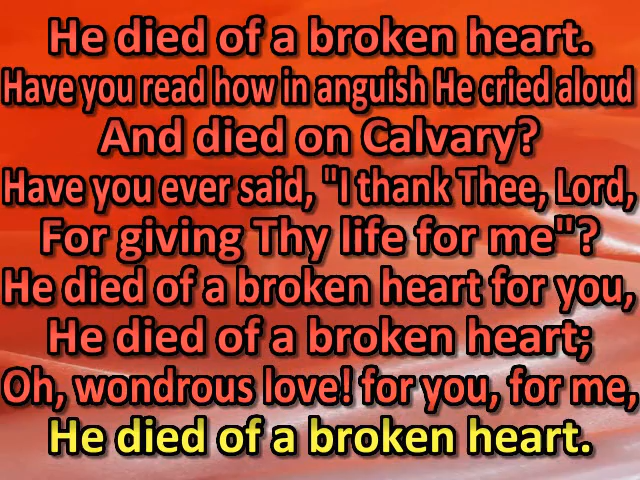 He died of a broken heart.
Have you read how in anguish He cried aloud
And died on Calvary?
Have you ever said, "I thank Thee, Lord,
For giving Thy life for me"?
He died of a broken heart for you,
He died of a broken heart;
Oh, wondrous love! for you, for me,
He died of a broken heart.